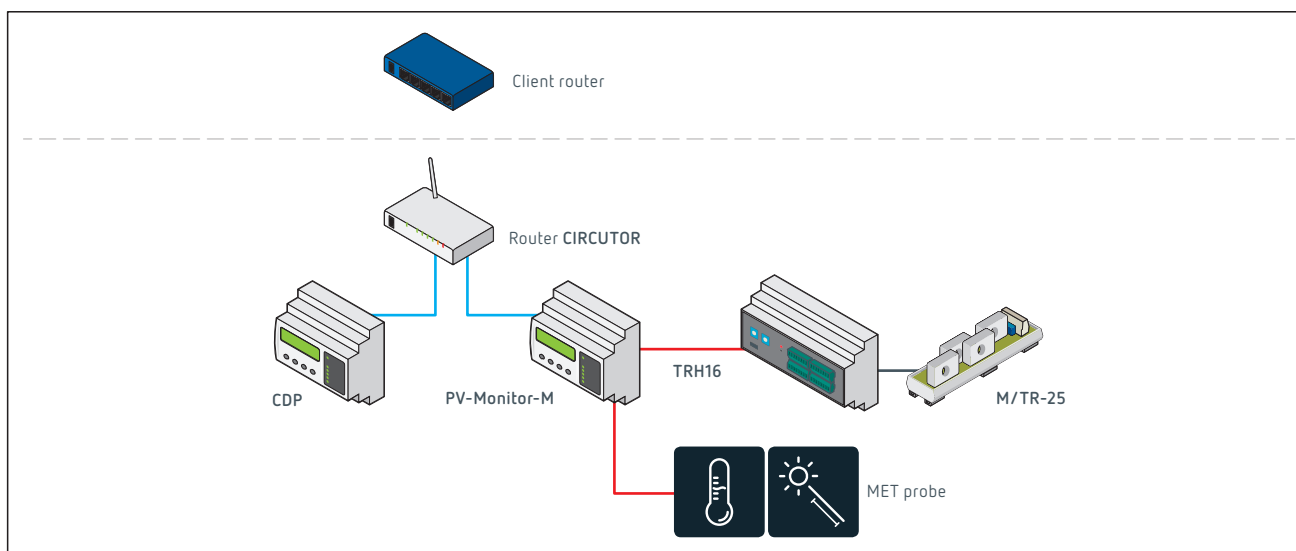 Client router
Router CIRCUTOR
CDP
PV-Monitor-M
TRH16
M/TR-25
MET probe